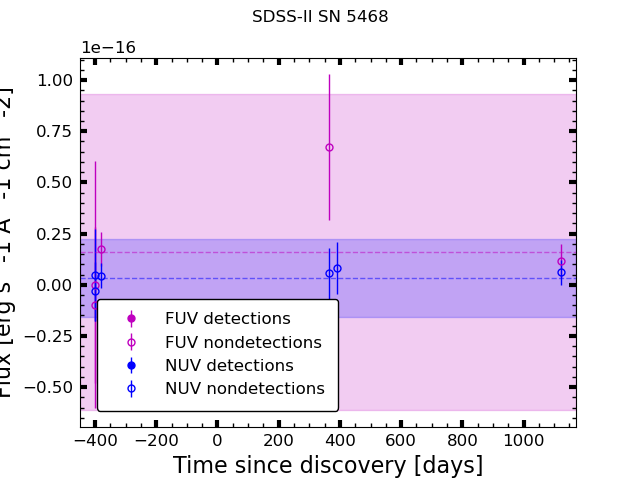 SDSS-II SN 5468
1e−16
1.00
0.75
0.50
0.25
0.00
−0.25
−0.50
Flux [erg s -1 A -1 cm -2]
FUV detections
FUV nondetections
NUV detections
NUV nondetections
−400 −200 0 200 400 600 800 1000
Time since discovery [days]